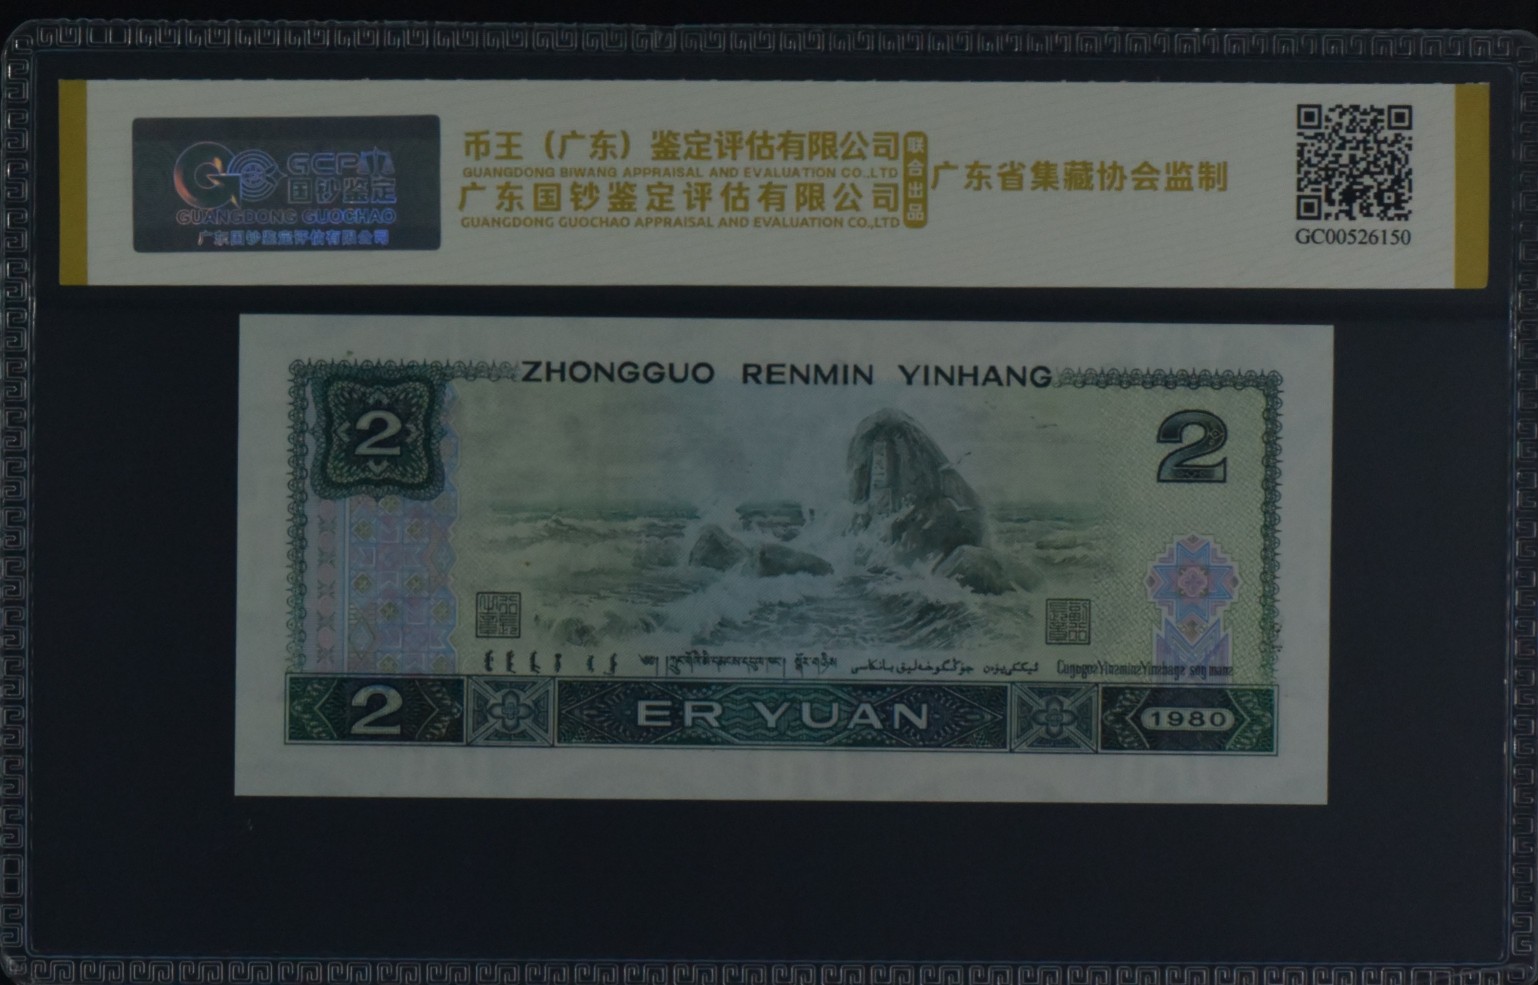 GCP
国钞鉴定
GUANGDONG GUOCHAO
广东国钞鉴定评估有限公司
币王（广东）鉴定评估有限公司
GUANGDONG BIWANG APPRAISAL AND EVALUATION CO.,LTD
广东国钞鉴定评估有限公司
GUANGDONG GUOCHAO APPRAISAL AND EVALUATION CO.,LTD
联合出品
广东省集藏协会监制
GC00526150
ZHONGGUO RENMIN YINHANG
2
2
2
ER YUAN
1980